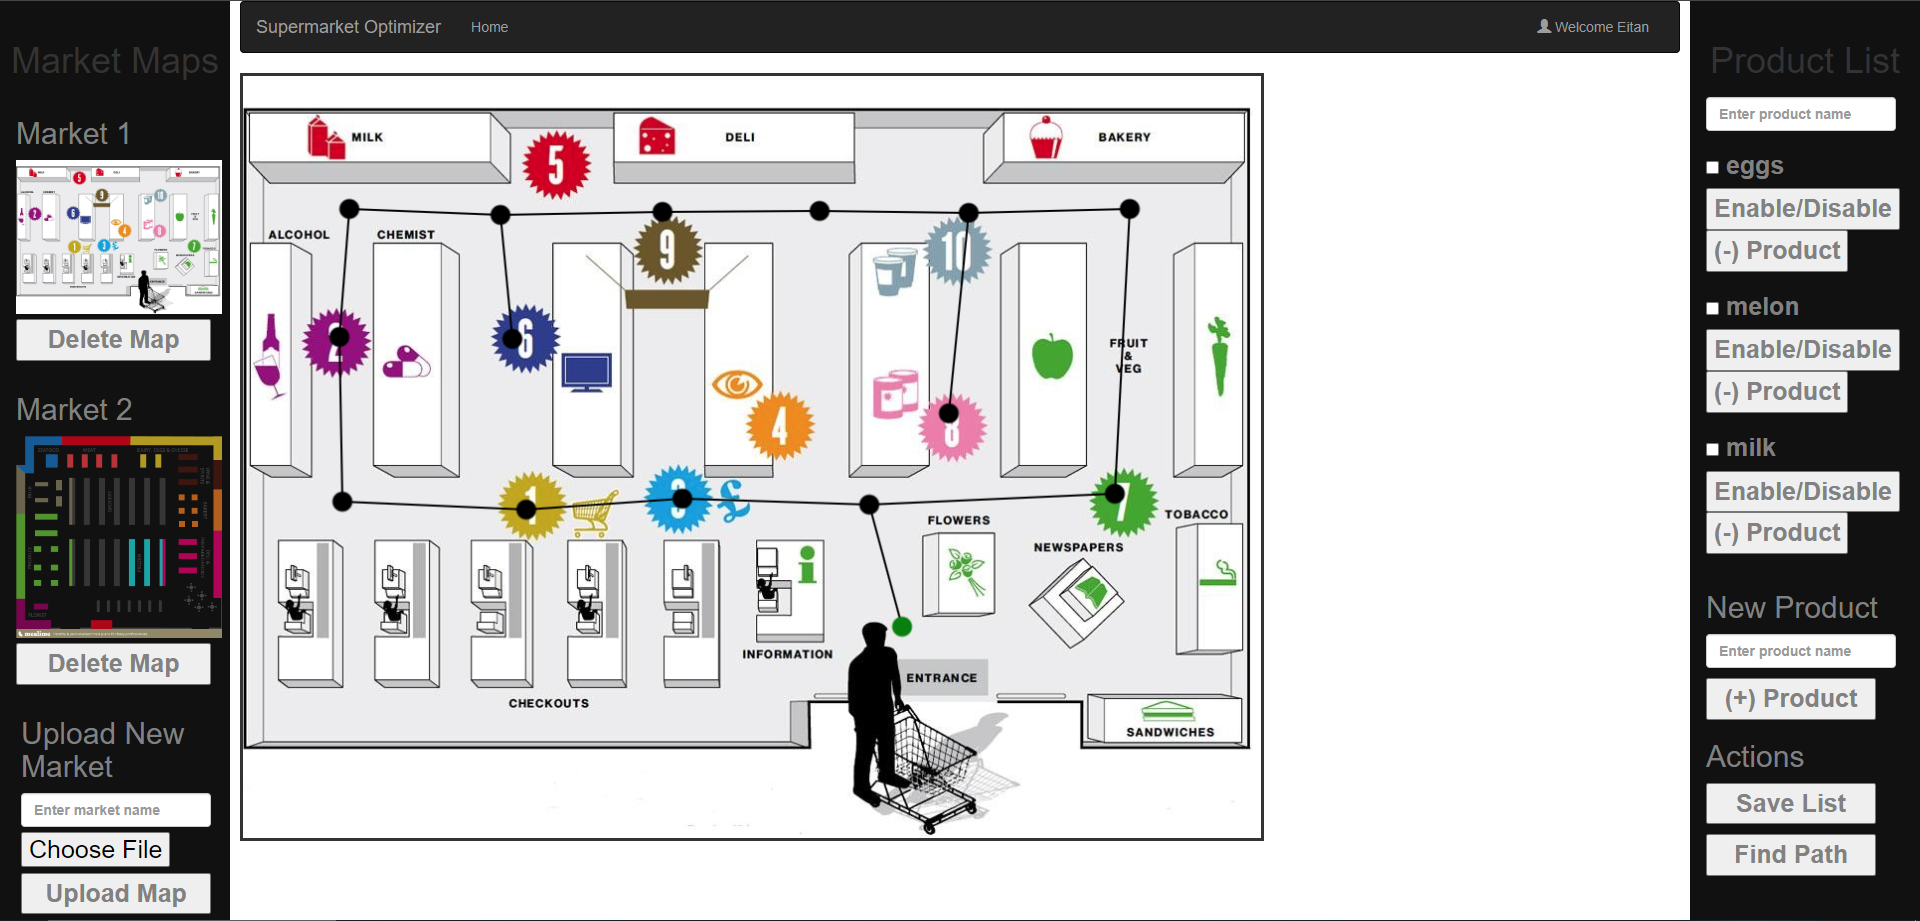 Supermarket Optimizer
Home
Welcome Eitan
Market Maps
Market 1
Delete Map
Market 2
Delete Map
Upload New
Market
Enter market name
Choose File
Upload Map
MILK
5
DELI
BAKERY
ALCOHOL
CHEMIST
9
10
2
6
FRUIT
&
VEG
4
8
1
3
£
7
FLOWERS
TOBACCO
NEWSPAPERS
i
INFORMATION
ENTRANCE
CHECKOUTS
SANDWICHES
Product List
Enter product name
eggs
Enable/Disable
(-) Product
melon
Enable/Disable
(-) Product
milk
Enable/Disable
(-) Product
New Product
Enter product name
(+) Product
Actions
Save List
Find Path